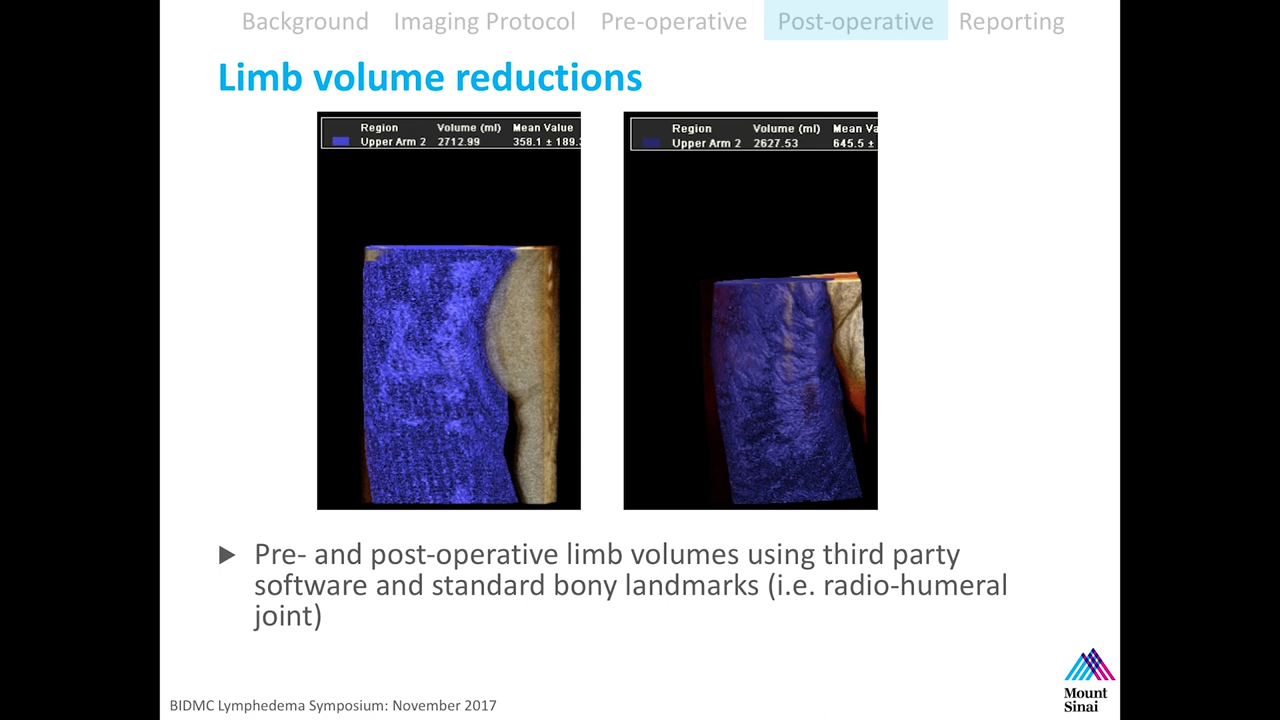 Background Imaging Protocol Pre-operative Post-operative Reporting
Limb volume reductions
Region Volume (ml) Mean Value
Upper Arm 2 2712.99 358.1 ± 189.
Region Volume (ml) Mean Va
Upper Arm 2 2627.53 645.5 ±
Pre- and post-operative limb volumes using third party
software and standard bony landmarks (i.e. radio-humeral
joint)
Mount
Sinai
BIDMC Lymphedema Symposium: November 2017